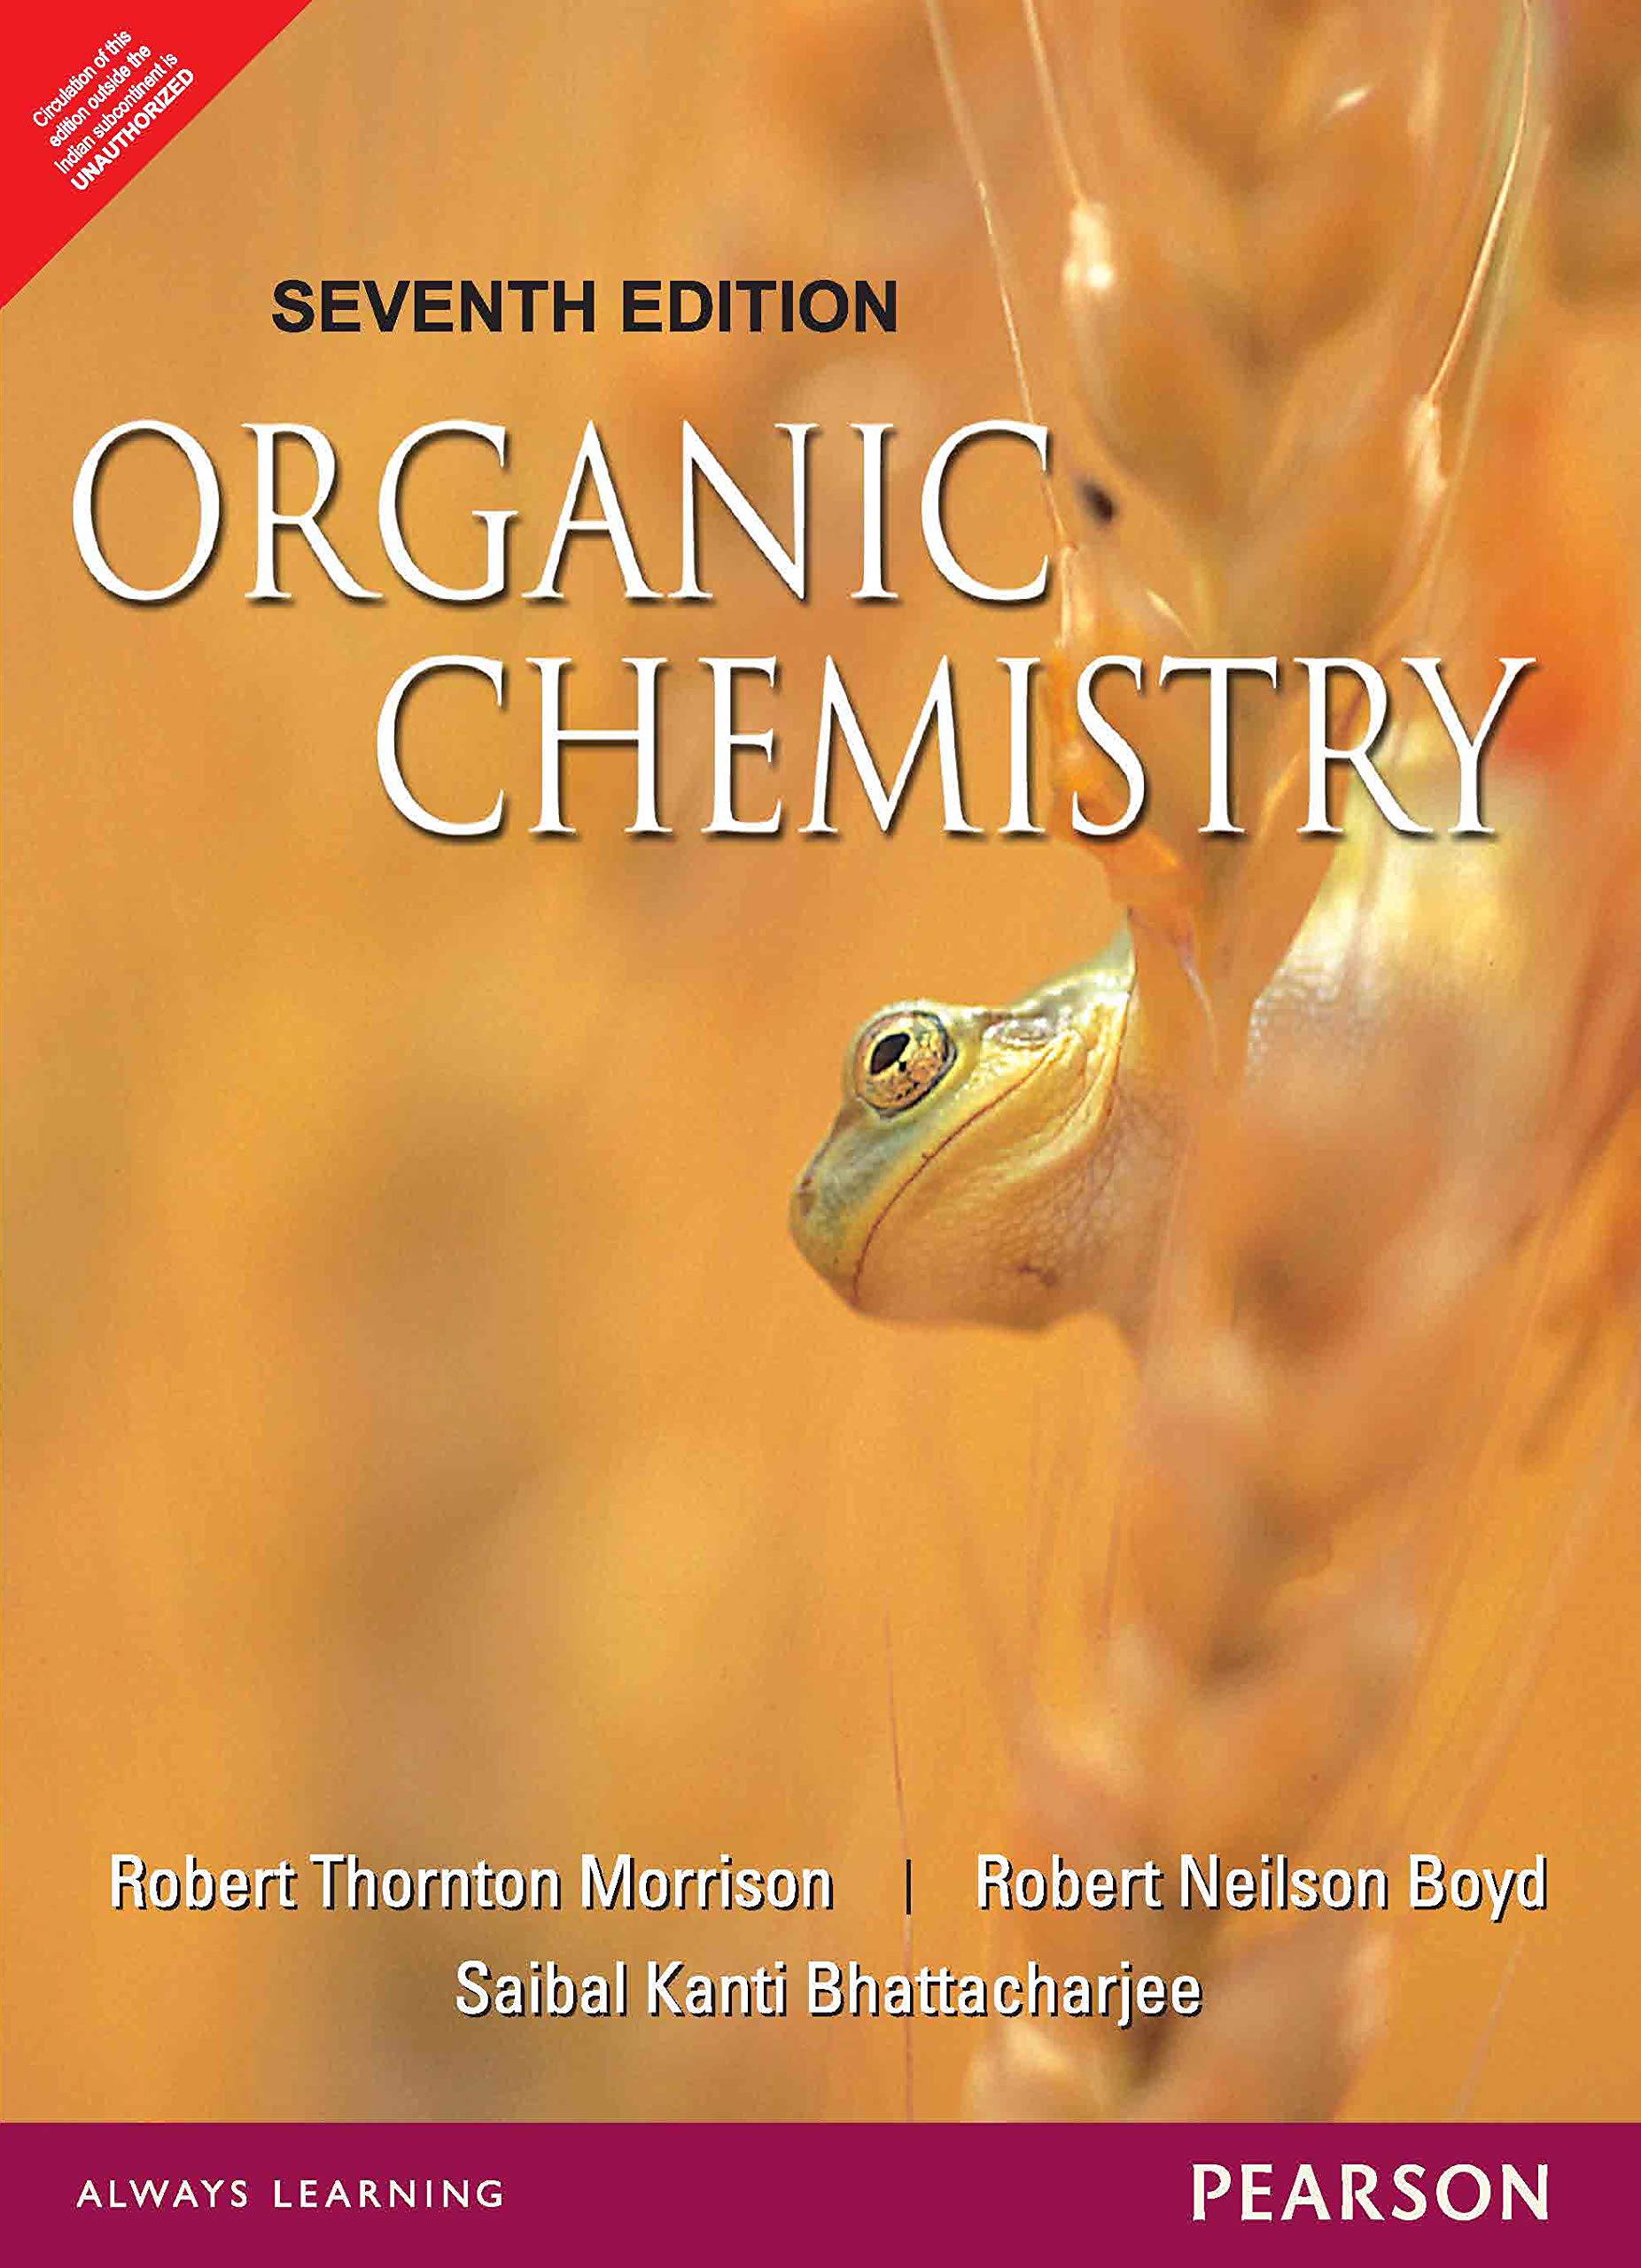 Circulation of this
edition outside the
Indian subcontinent is
UNAUTHORIZED
SEVENTH EDITION
ORGANIC
CHEMISTRY
Robert Thornton Morrison | Robert Neilson Boyd
Saibal Kanti Bhattacharjee
ALWAYS LEARNING
PEARSON